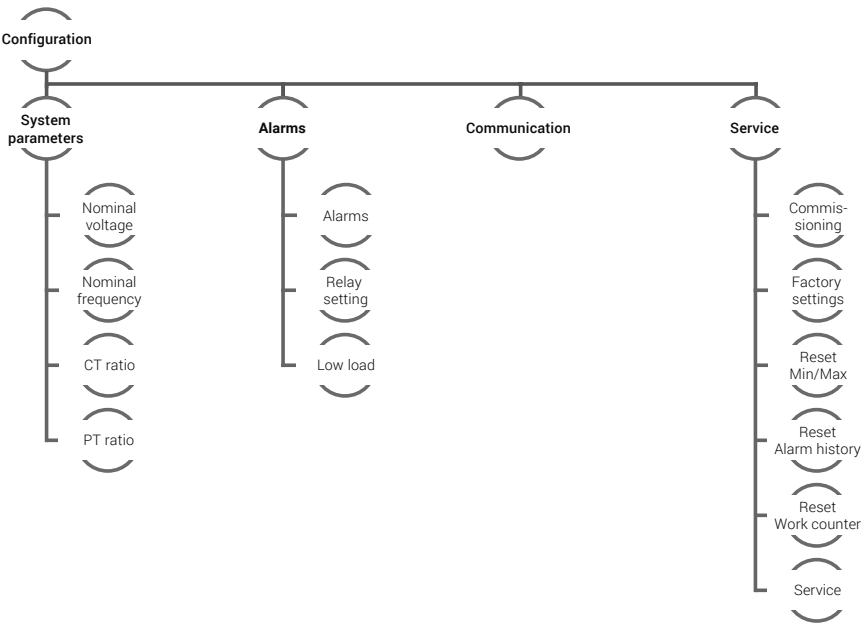 Configuration
System
parameters
Alarms
Communication
Service
Nominal
voltage
Nominal
frequency
CT ratio
PT ratio
Alarms
Relay
setting
Low load
Commis-
sioning
Factory
settings
Reset
Min/Max
Reset
Alarm history
Reset
Work counter
Service